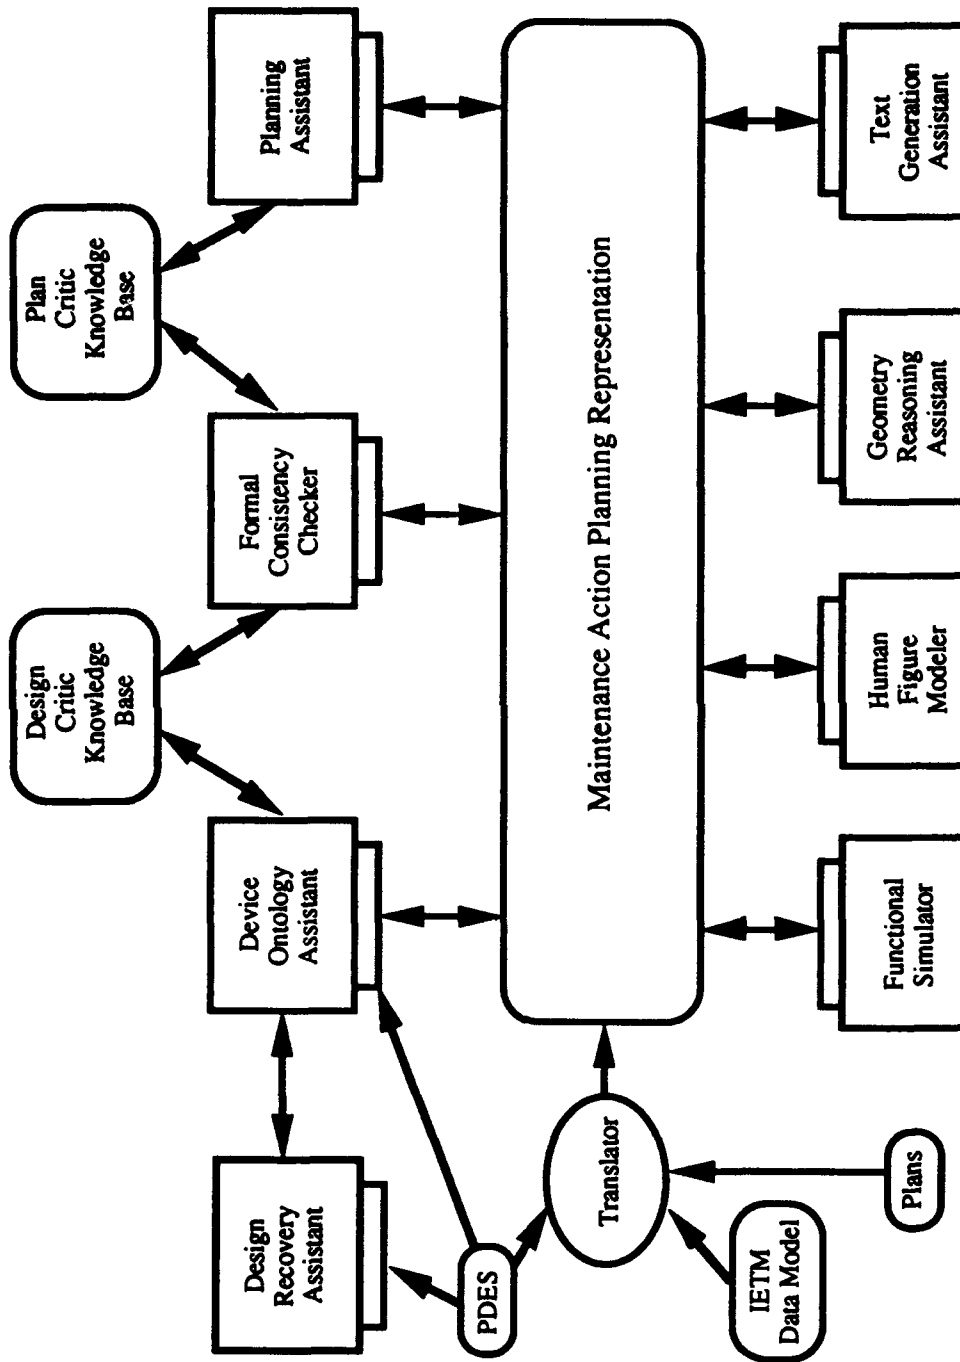 Plan
Critic
Knowledge
Base
Design
Critic
Knowledge
Base
Planning
Assistant
Formal
Consistency
Checker
Device
Ontology
Assistant
Design
Recovery
Assistant
PDES
Maintenance Action Planning Representation
Translator
IETM
Data Model
Plans
Functional
Simulator
Human
Figure
Modeler
Geometry
Reasoning
Assistant
Text
Generation
Assistant